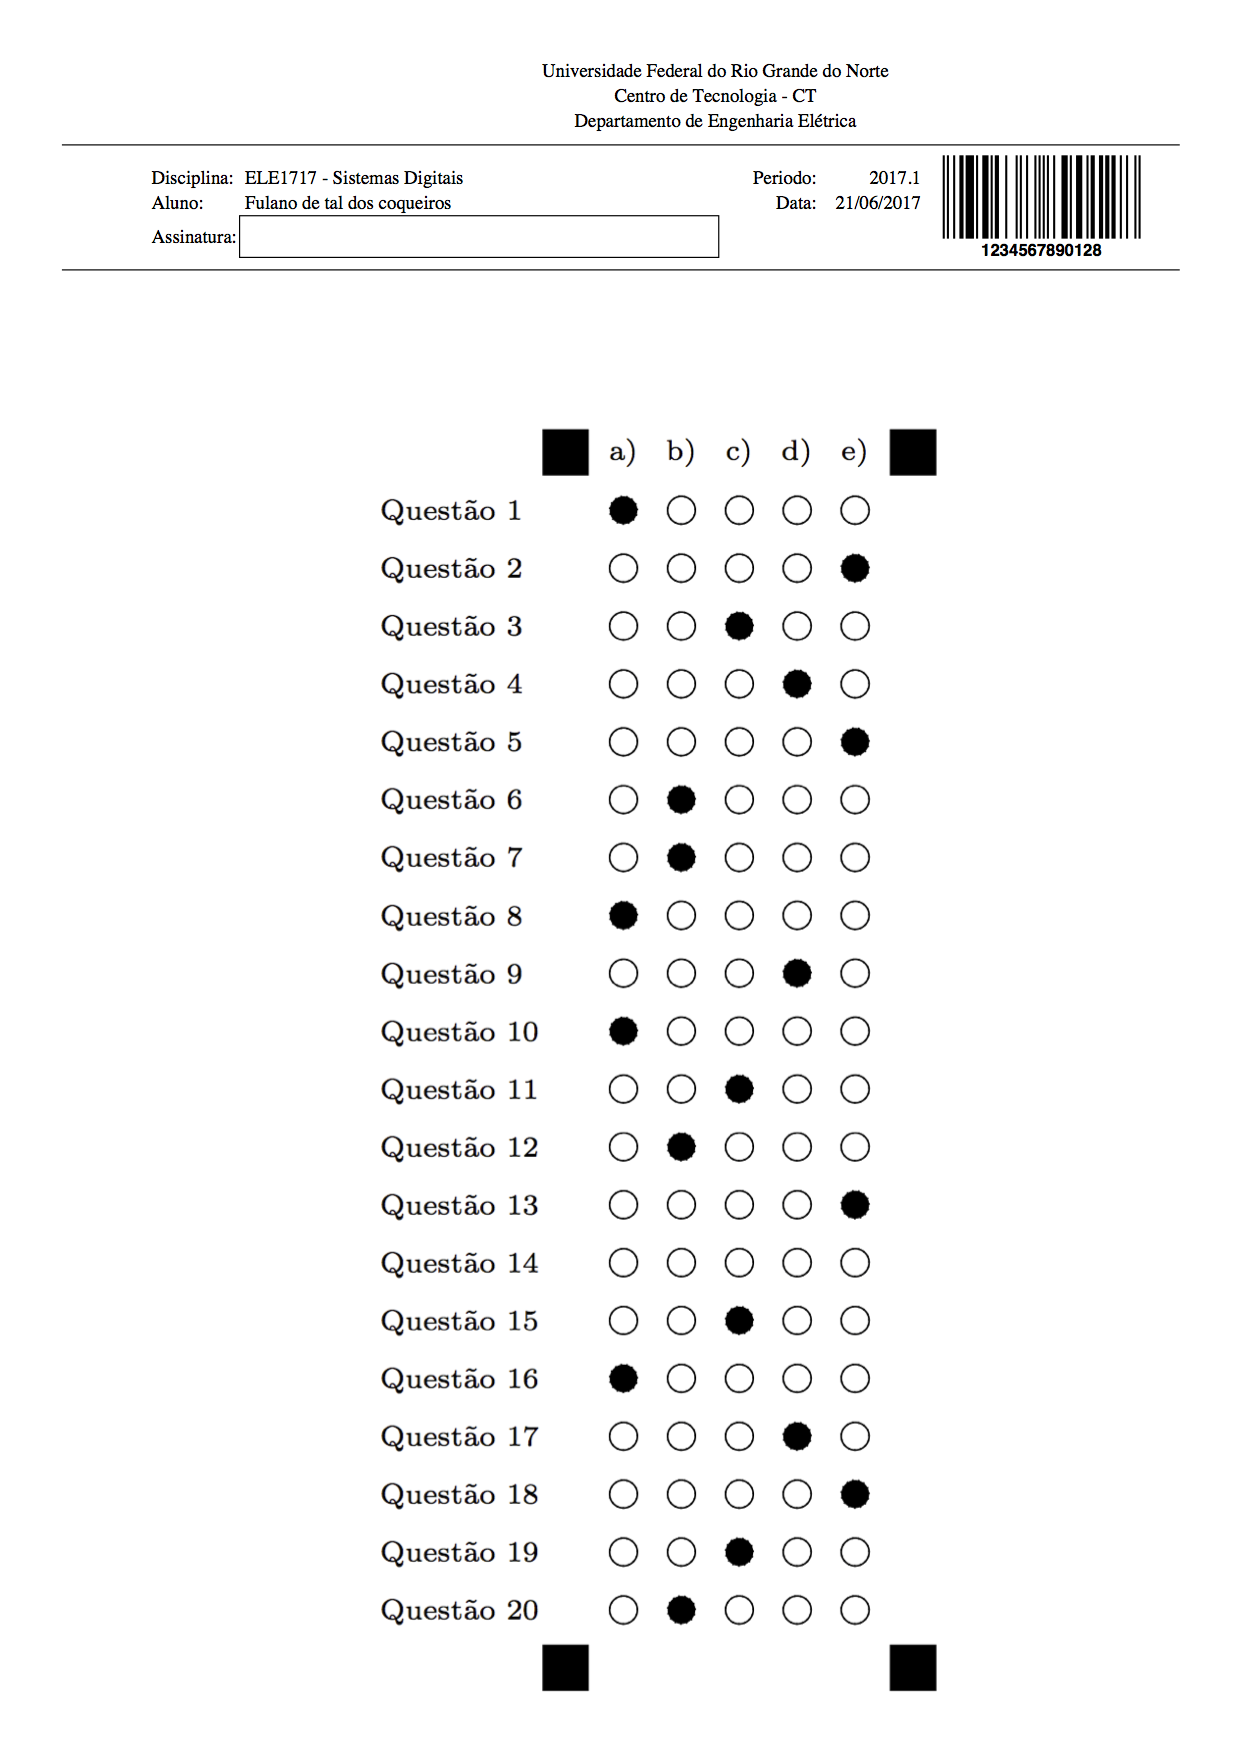 Universidade Federal do Rio Grande do Norte
Centro de Tecnologia - CT
Departamento de Engenharia Elétrica
Disciplina: ELE1717 - Sistemas Digitais Periodo: 2017.1
Aluno: Fulano de tal dos coqueiros Data: 21/06/2017
Assinatura:
1234567890128
a) b) c) d) e)
Questão 1
Questão 2
Questão 3
Questão 4
Questão 5
Questão 6
Questão 7
Questão 8
Questão 9
Questão 10
Questão 11
Questão 12
Questão 13
Questão 14
Questão 15
Questão 16
Questão 17
Questão 18
Questão 19
Questão 20